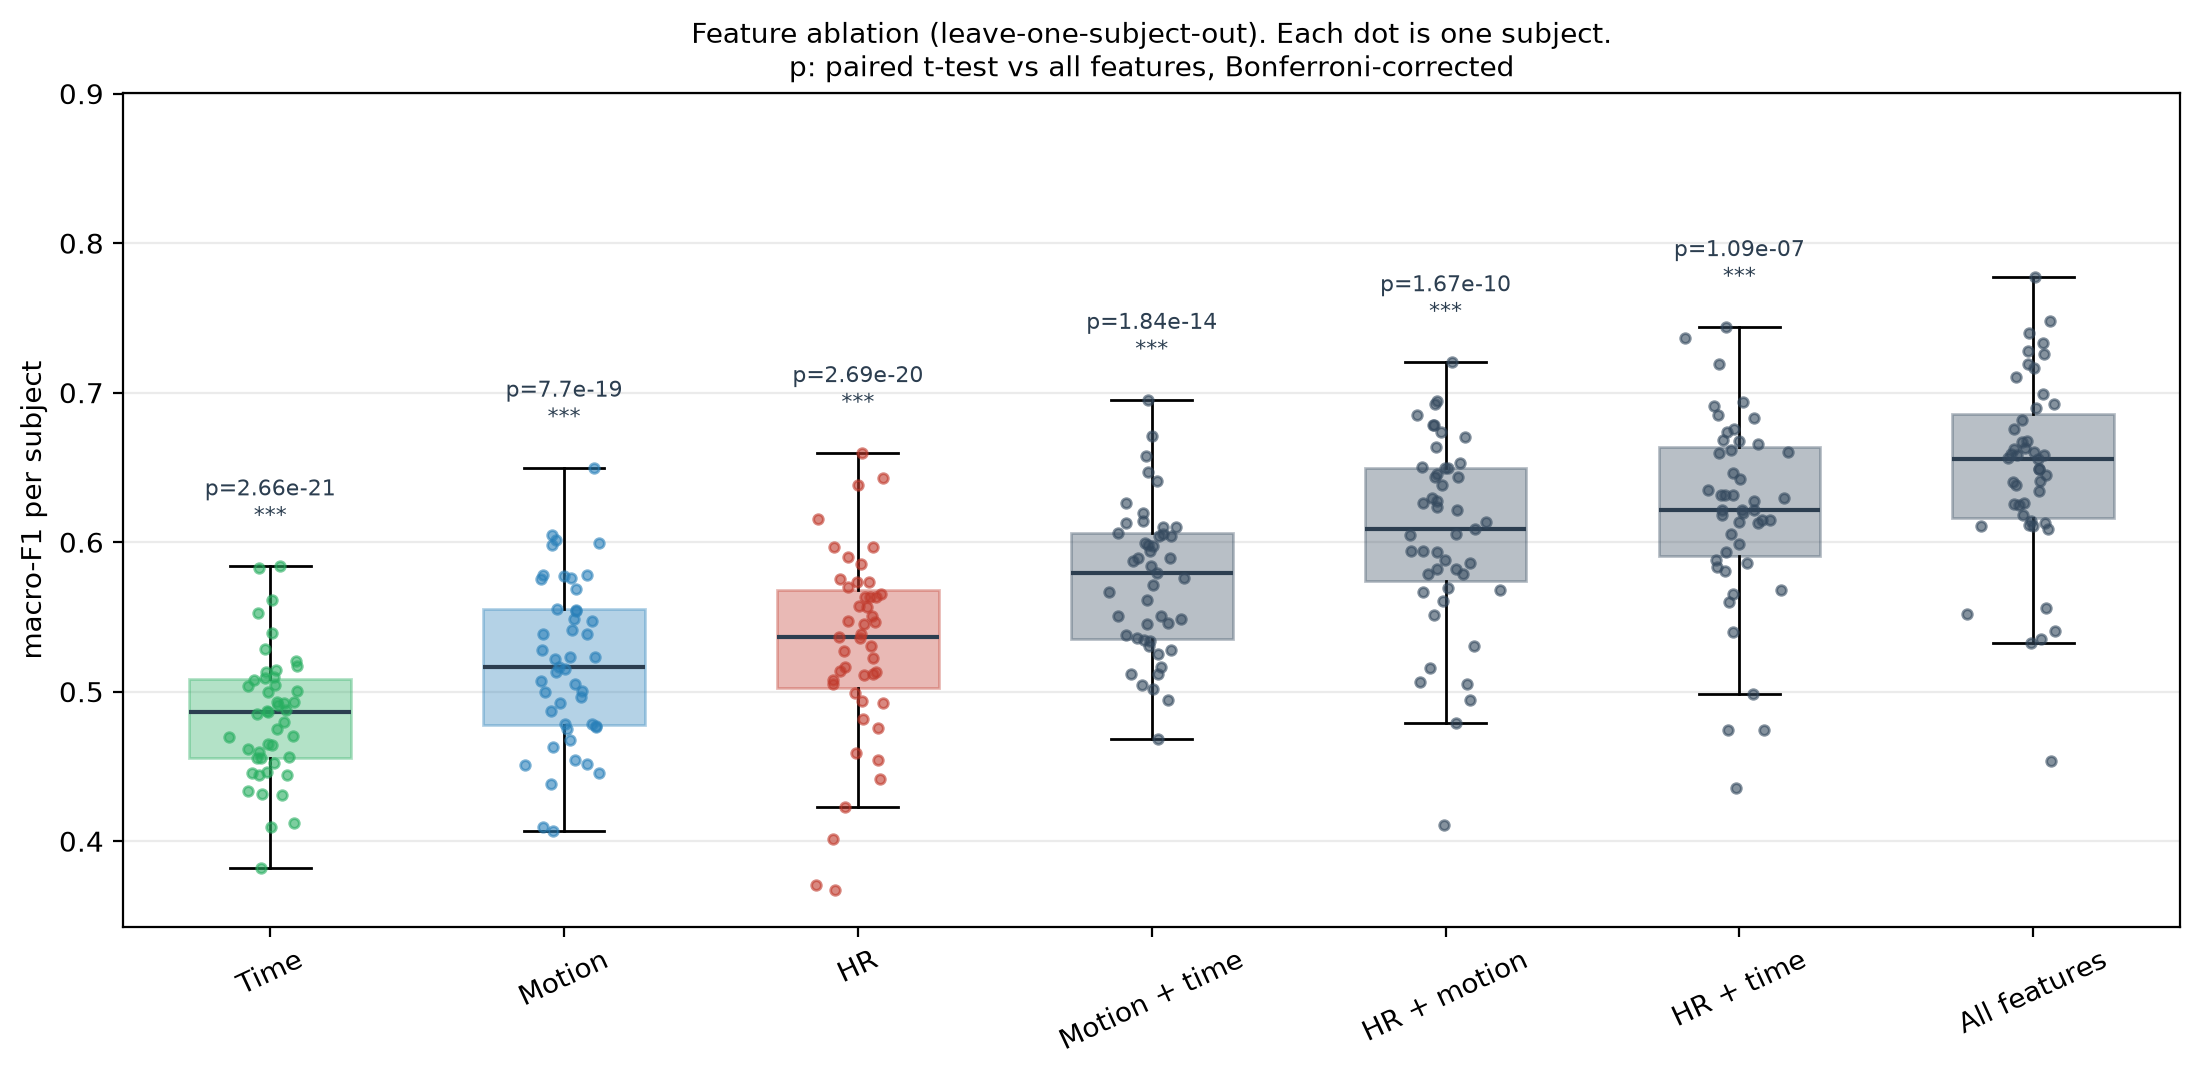 Feature ablation (leave-one-subject-out). Each dot is one subject.
p: paired t-test vs all features, Bonferroni-corrected
macro-F1 per subject
0.9
0.8
0.7
0.6
0.5
0.4
p=2.66e-21
***
p=7.7e-19
***
p=2.69e-20
***
p=1.84e-14
***
p=1.67e-10
***
p=1.09e-07
***
Time
Motion
HR
Motion + time
HR + motion
HR + time
All features